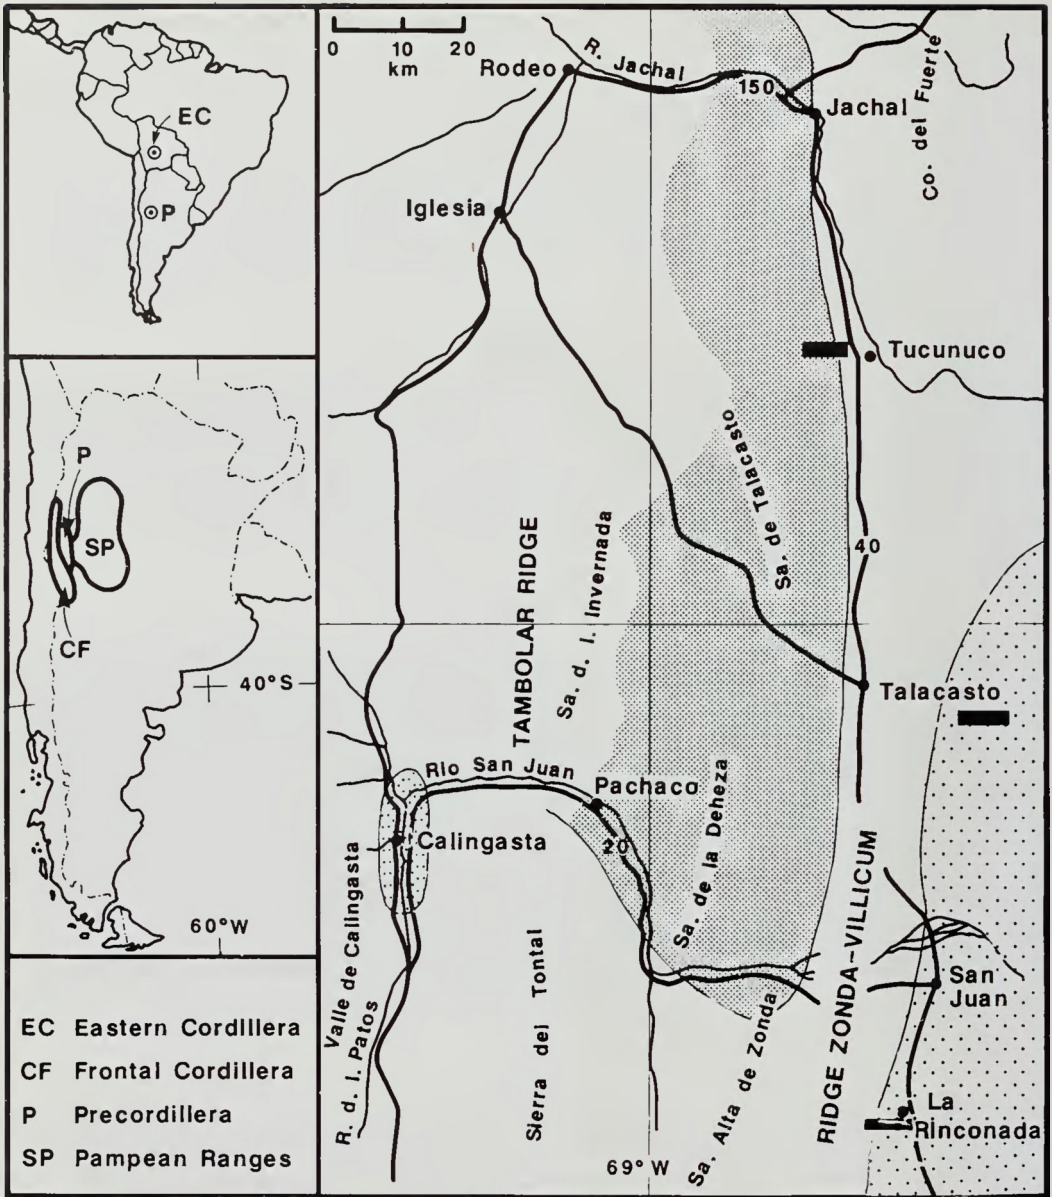 EC
P
P
SP
CF
40°S
60°W
EC Eastern Cordillera
CF Frontal Cordillera
P Precordillera
SP Pampean Ranges
0 10 20
km
Rodeo
R. Jachal
150
Jachal
Co. del Fuerte
Iglesia
Tucunuco
Sa. de Talacasto
40
TAMBOLAR RIDGE
Sa. d. l. Invernada
Talacasto
Rio San Juan
Pachaco
Calingasta
20
Sa. de la Deheza
Valle de Calingasta
R. d. l. Patos
Sierra del Tontal
Sa. Alta de Zonda
RIDGE ZONDA-VILLICUM
San
Juan
La
Rinconada
69°W